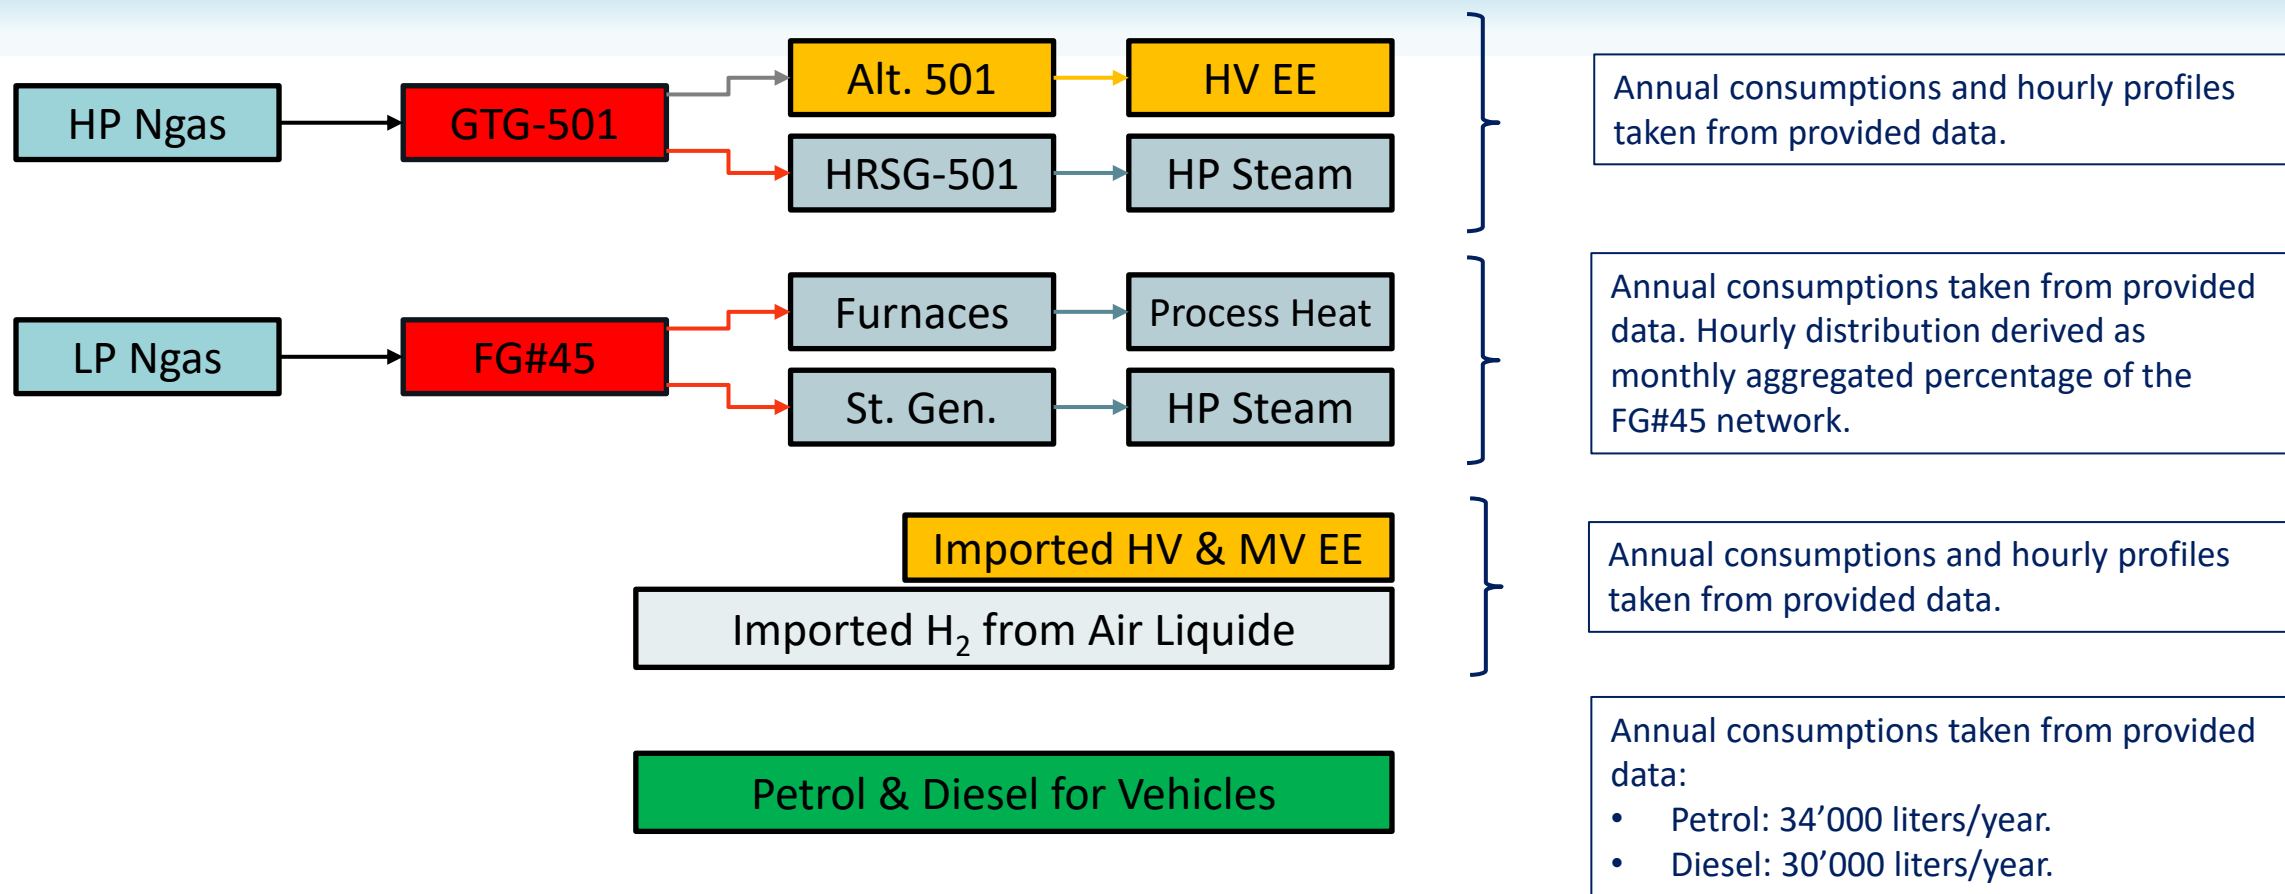 HP Ngas
GTG-501
Alt. 501
HV EE
HRSG-501
HP Steam
Annual consumptions and hourly profiles
taken from provided data.
LP Ngas
FG#45
Furnaces
Process Heat
St. Gen.
HP Steam
Annual consumptions taken from provided
data. Hourly distribution derived as
monthly aggregated percentage of the
FG#45 network.
Imported HV & MV EE
Imported H₂ from Air Liquide
Annual consumptions and hourly profiles
taken from provided data.
Petrol & Diesel for Vehicles
Annual consumptions taken from provided
data:
• Petrol: 34’000 liters/year.
• Diesel: 30’000 liters/year.